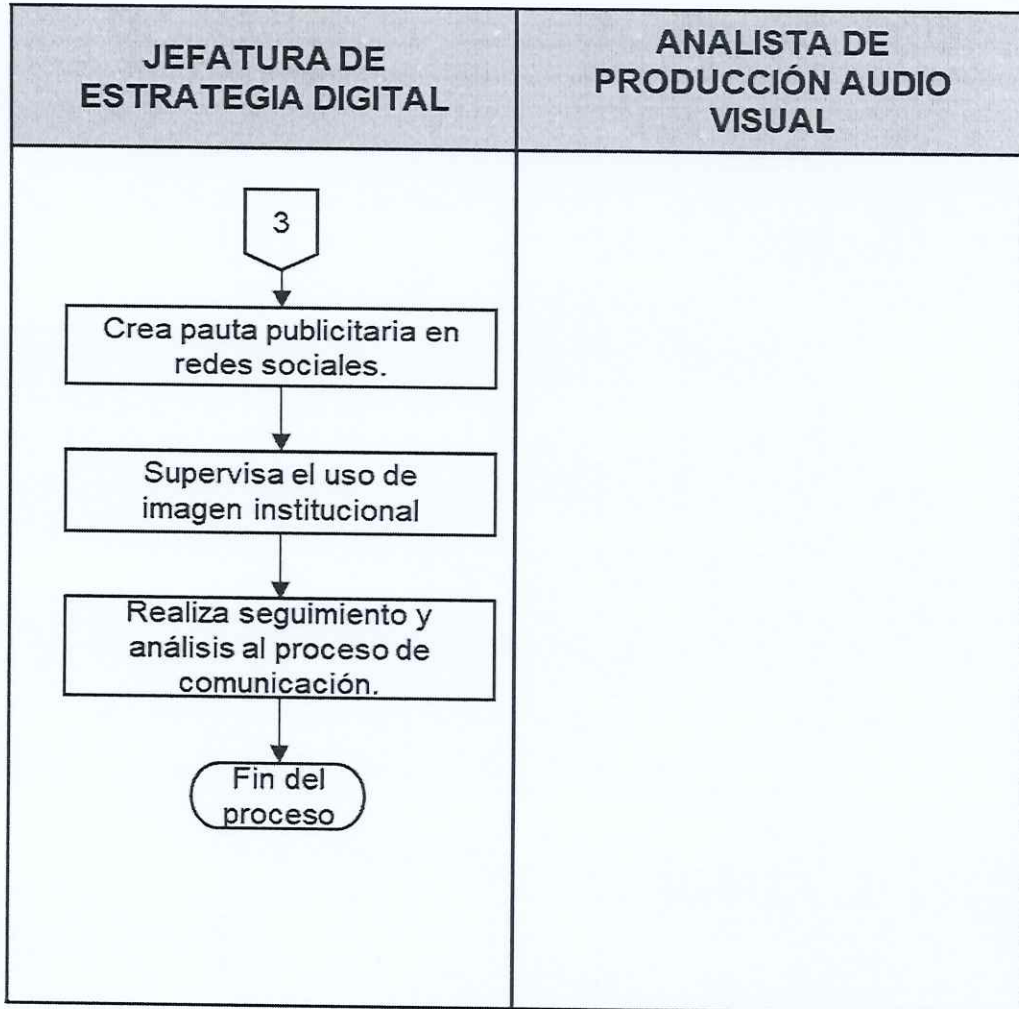 JEFATURA DE
ESTRATEGIA DIGITAL
ANALISTA DE
PRODUCCIÓN AUDIO
VISUAL
3
Crea pauta publicitaria en
redes sociales.
Supervisa el uso de
imagen institucional
Realiza seguimiento y
análisis al proceso de
comunicación.
Fin del
proceso